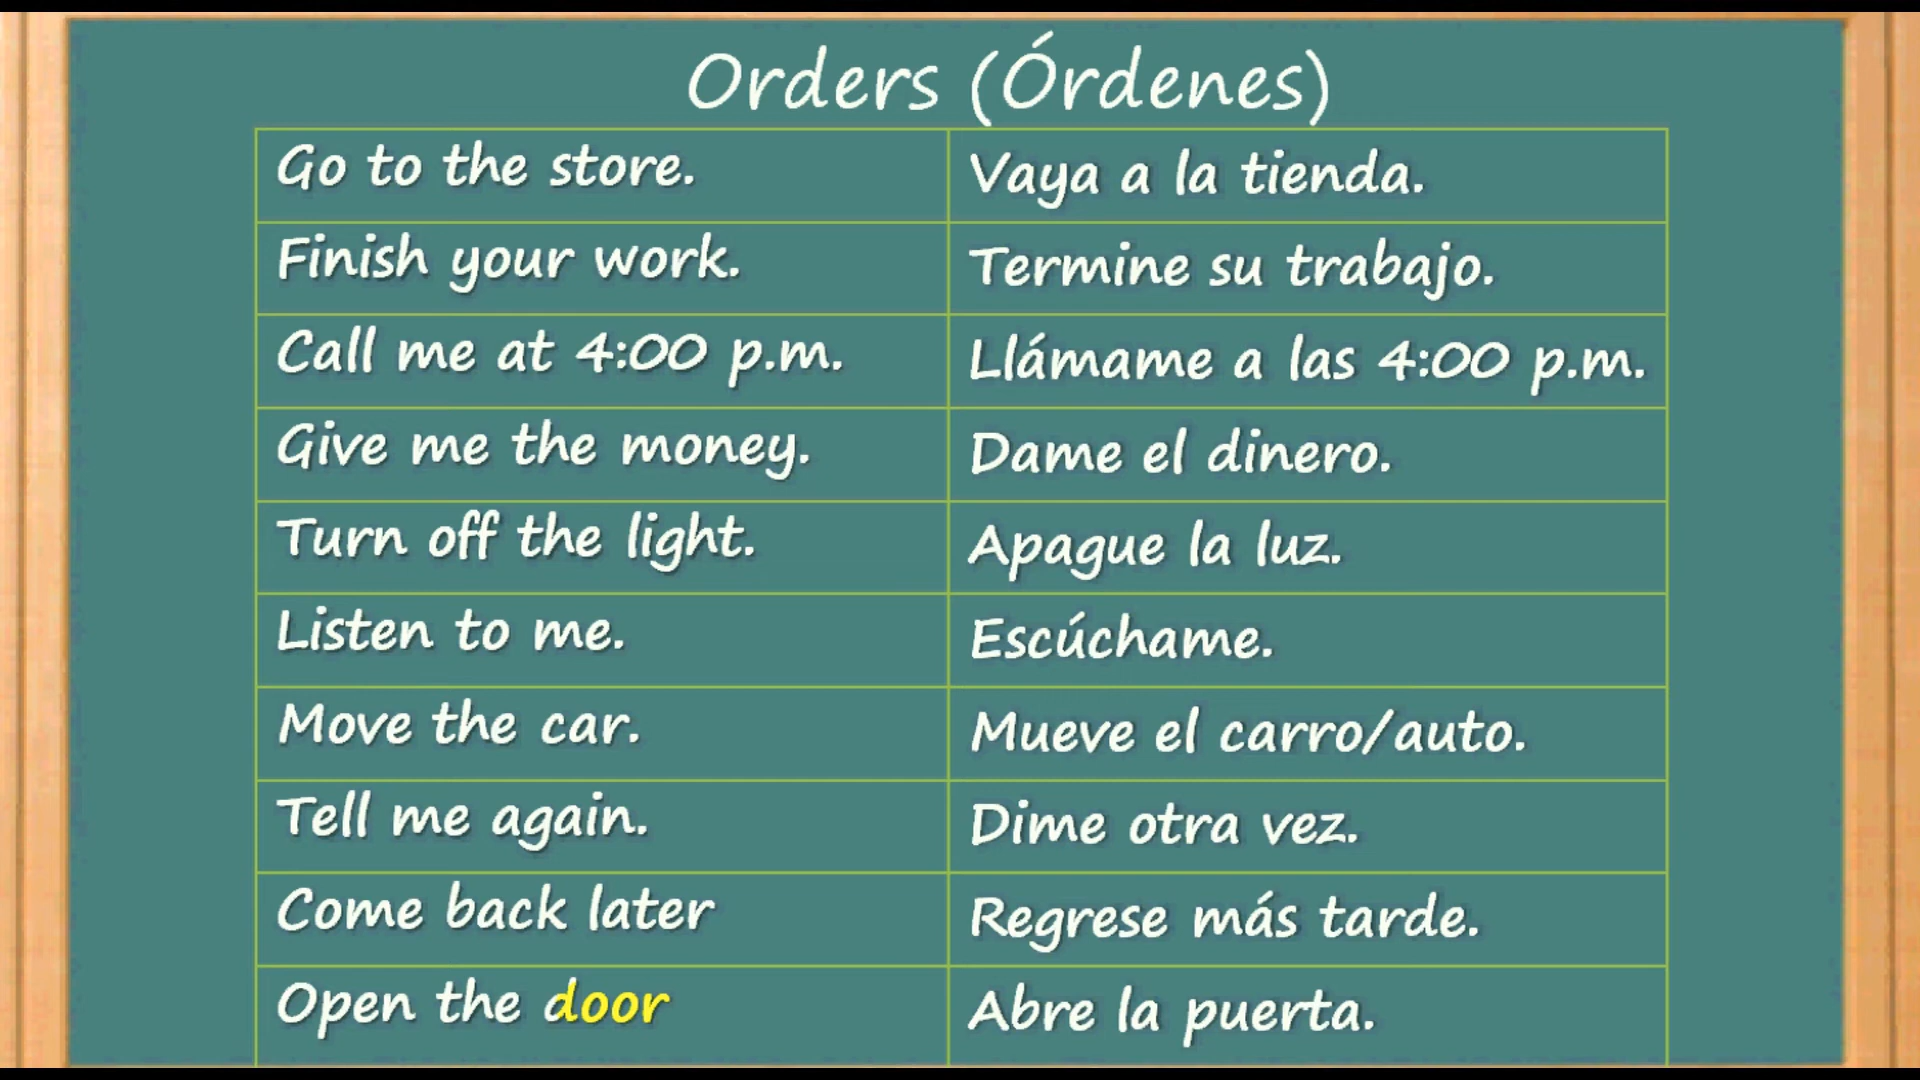 Orders (Órdenes)
Go to the store. Vaya a la tienda.
Finish your work. Termine su trabajo.
Call me at 4:00 p.m. Llámame a las 4:00 p.m.
Give me the money. Dame el dinero.
Turn off the light. Apague la luz.
Listen to me. Escúchame.
Move the car. Mueve el carro/auto.
Tell me again. Dime otra vez.
Come back later Regrese más tarde.
Open the door Abre la puerta.